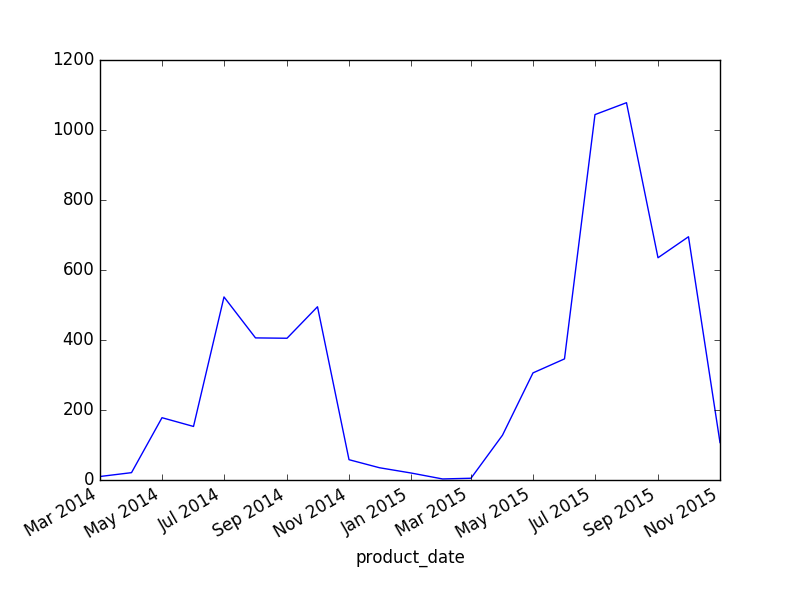 1200
1000
800
600
400
200
0
Mar 2014
May 2014
Jul 2014
Sep 2014
Nov 2014
Jan 2015
Mar 2015
May 2015
Jul 2015
Sep 2015
Nov 2015
product_date